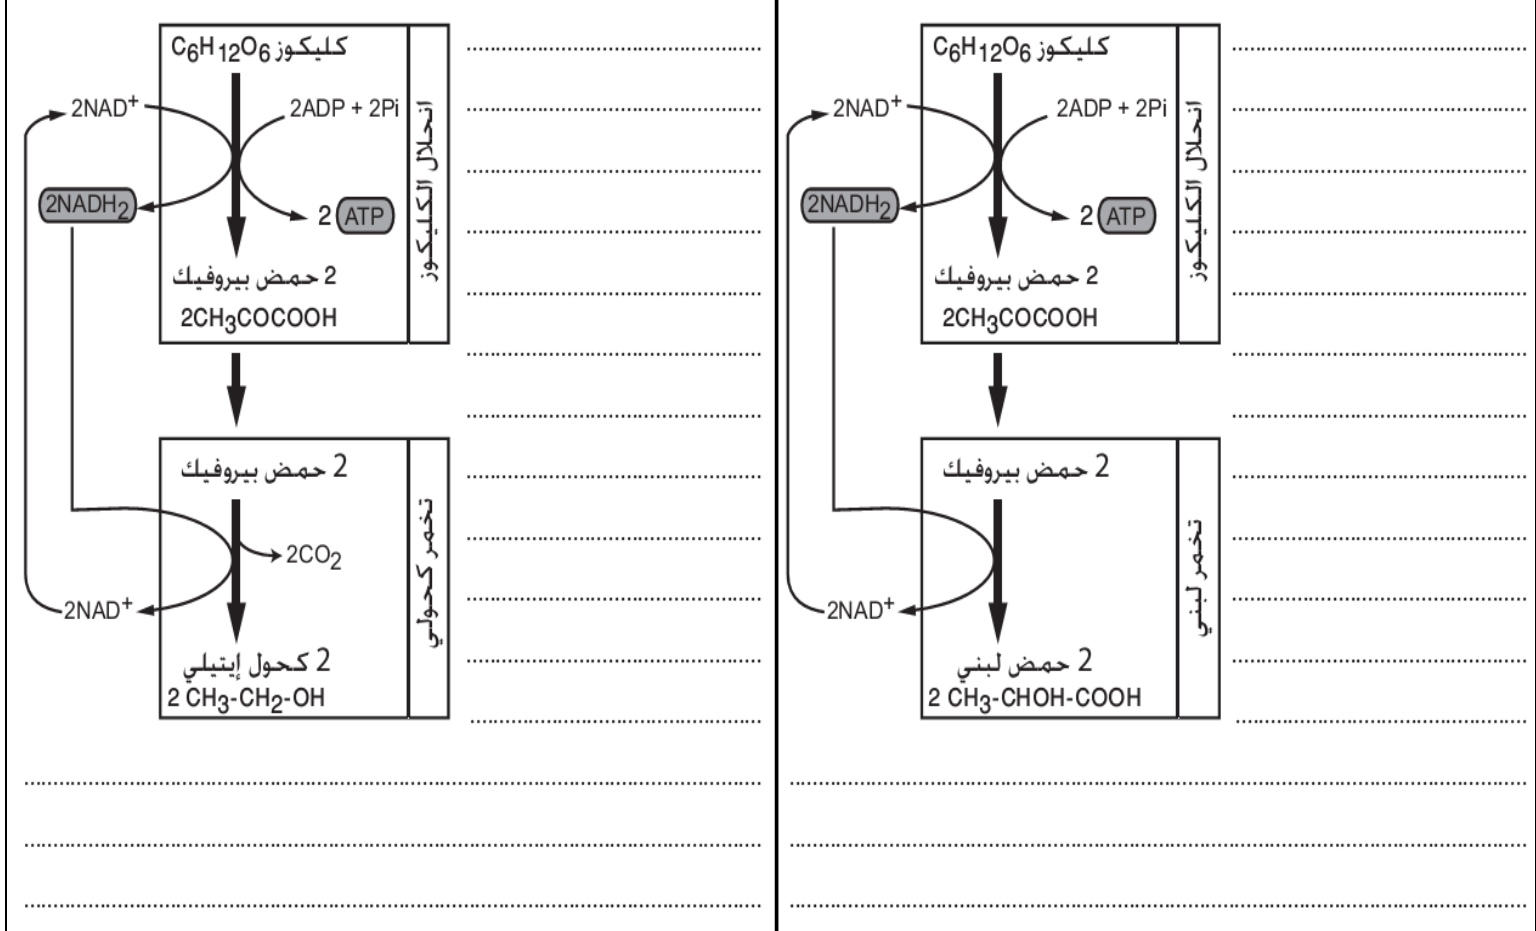 كليكوز C6H12O6
2NAD+
2ADP + 2Pi
2NADH2
2 ATP
2 حمض بيروفيك
2CH3COCOOH
انحلال الكليكوز
2 حمض بيروفيك
2CO2
2NAD+
2 كحول إيتيلي
2 CH3-CH2-OH
تخمر كحولي
كليكوز C6H12O6
2NAD+
2ADP + 2Pi
2NADH2
2 ATP
2 حمض بيروفيك
2CH3COCOOH
انحلال الكليكوز
2 حمض بيروفيك
2NAD+
2 حمض لبني
2 CH3-CHOH-COOH
تخمر لبني